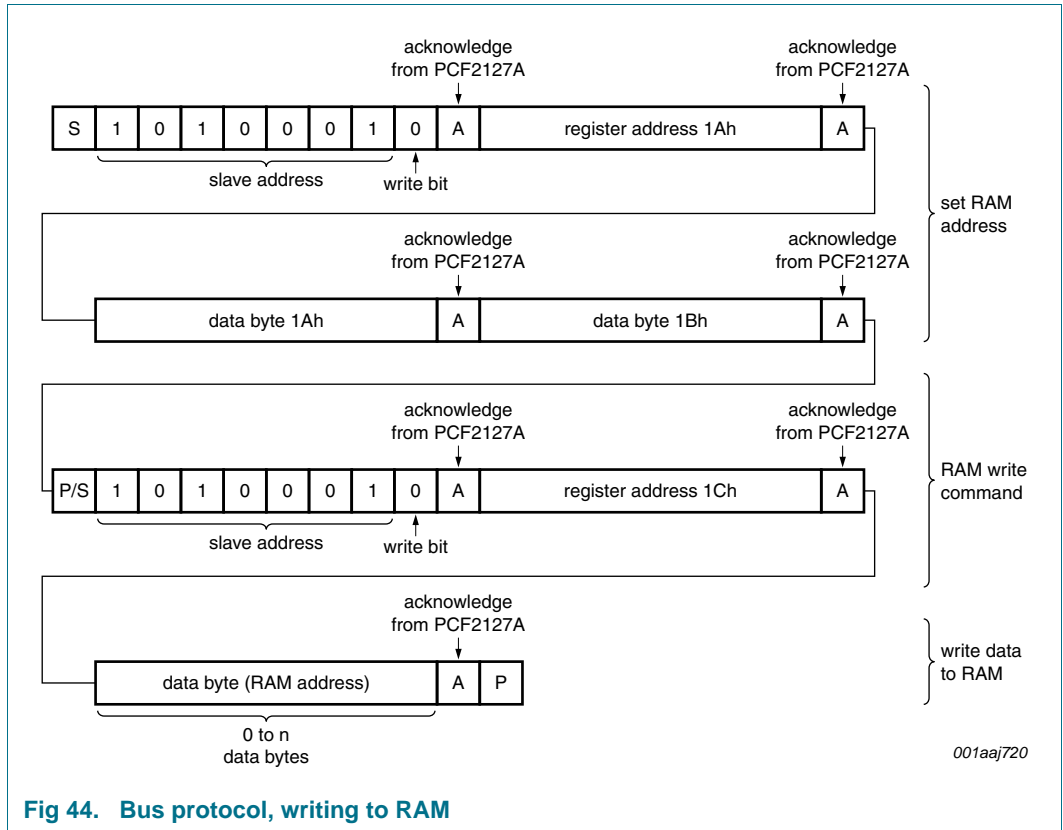 acknowledge acknowledge
from PCF2127A from PCF2127A
S 1 0 1 0 0 0 1 0 A register address 1Ah A
slave address write bit
set RAM
address
acknowledge acknowledge
from PCF2127A from PCF2127A
data byte 1Ah A data byte 1Bh A
acknowledge acknowledge
from PCF2127A from PCF2127A
RAM write
command
P/S 1 0 1 0 0 0 1 0 A register address 1Ch A
slave address write bit
acknowledge
from PCF2127A
write data
to RAM
data byte (RAM address) A P
0 to n
data bytes
001aaj720
Fig 44. Bus protocol, writing to RAM